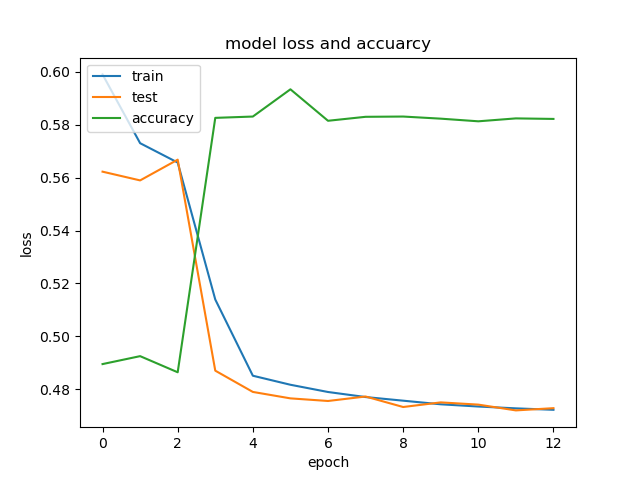 model loss and accuarcy
train
test
accuracy
0.60
0.58
0.56
0.54
0.52
0.50
0.48
loss
0 2 4 6 8 10 12
epoch